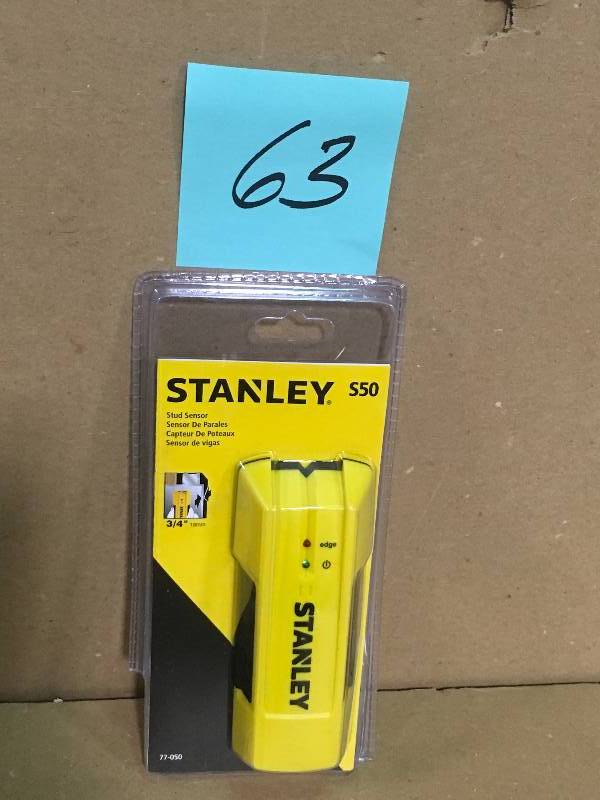 63
STANLEY® S50
Stud Sensor
Sensor De Parales
Capteur De Poteaux
Sensor de vigas
3/4" 19mm
edge
STANLEY
77-050